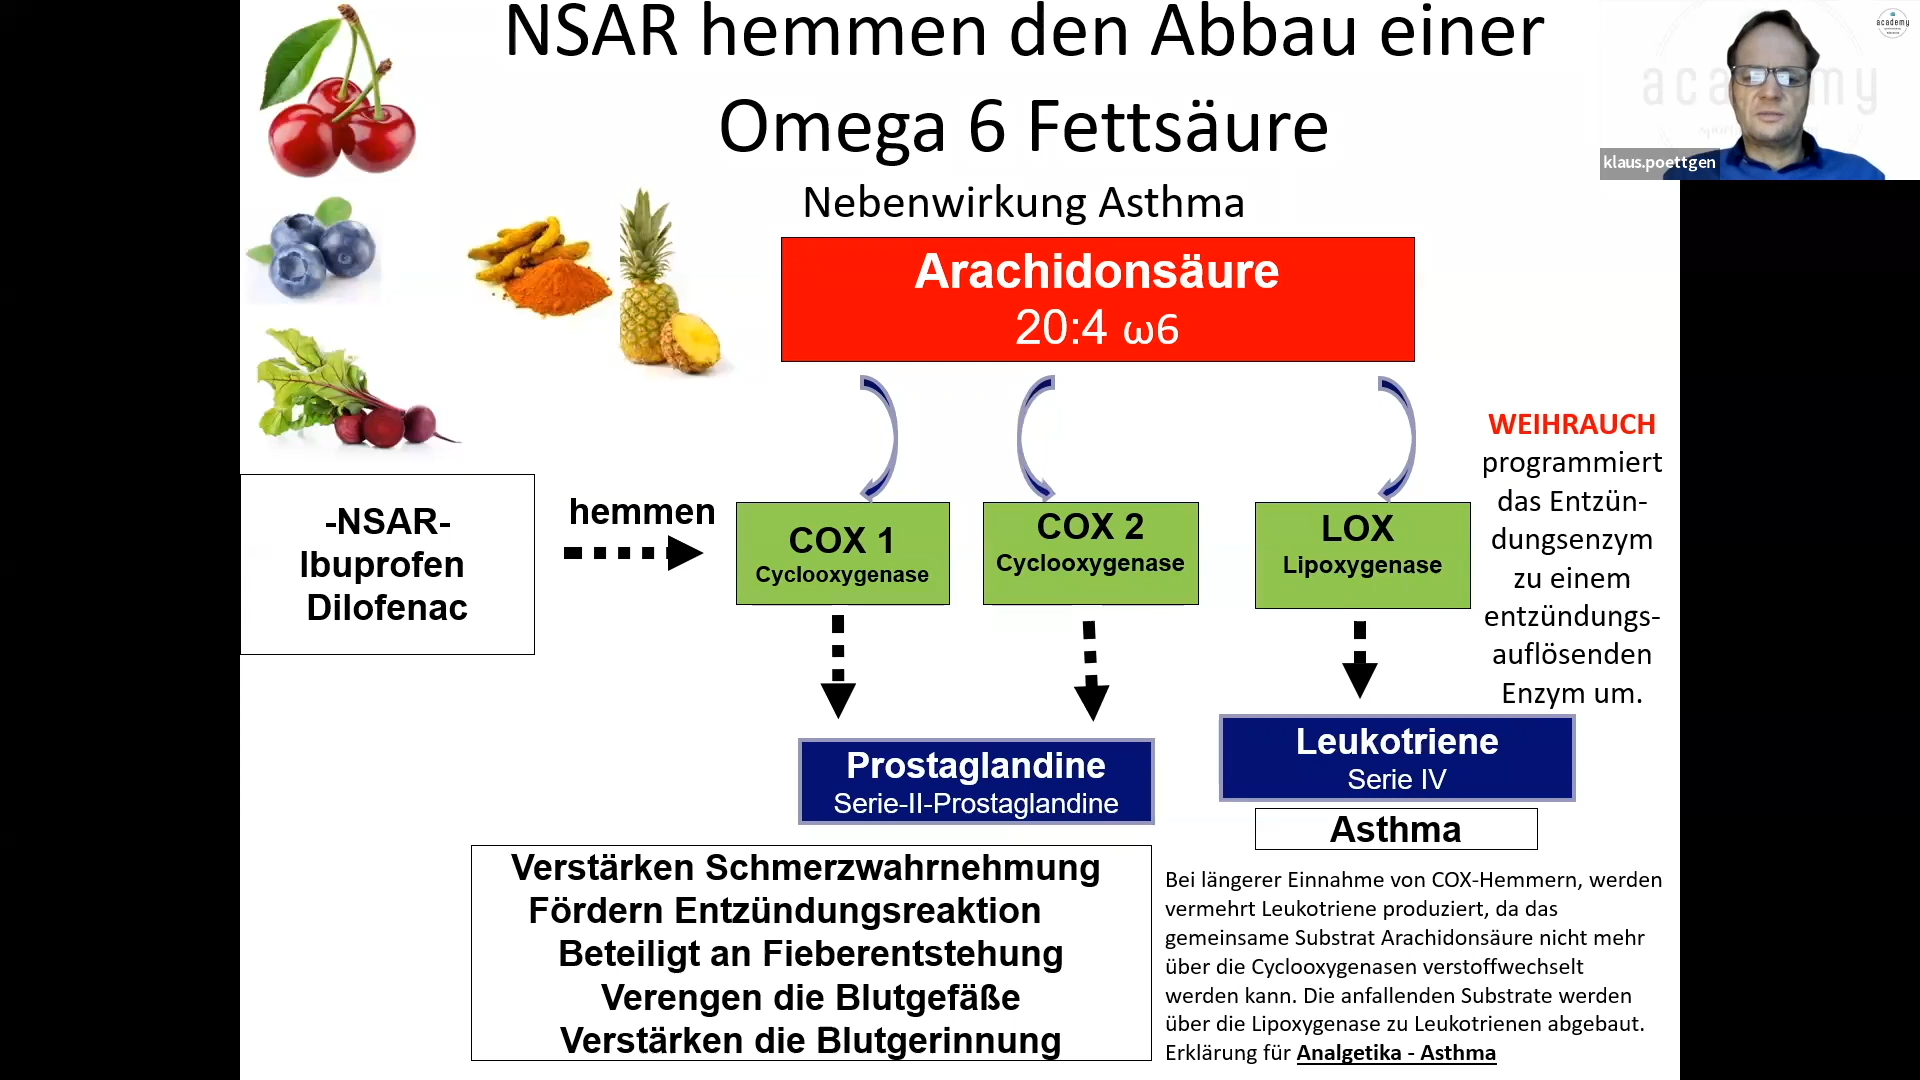 NSAR hemmen den Abbau einer
Omega 6 Fettsäure
Nebenwirkung Asthma
academy
academy
klaus.poettgen
Arachidonsäure
20:4 ω6
WEIHRAUCH
programmiert
das Entzün-
dungsenzym
zu einem
entzündungs-
auflösenden
Enzym um.
-NSAR-
Ibuprofen
Dilofenac
hemmen
COX 1
Cyclooxygenase
COX 2
Cyclooxygenase
LOX
Lipoxygenase
Prostaglandine
Serie-II-Prostaglandine
Leukotriene
Serie IV
Asthma
Verstärken Schmerzwahrnehmung
Fördern Entzündungsreaktion
Beteiligt an Fieberentstehung
Verengen die Blutgefäße
Verstärken die Blutgerinnung
Bei längerer Einnahme von COX-Hemmern, werden
vermehrt Leukotriene produziert, da das
gemeinsame Substrat Arachidonsäure nicht mehr
über die Cyclooxygenasen verstoffwechselt
werden kann. Die anfallenden Substrate werden
über die Lipoxygenase zu Leukotrienen abgebaut.
Erklärung für Analgetika - Asthma